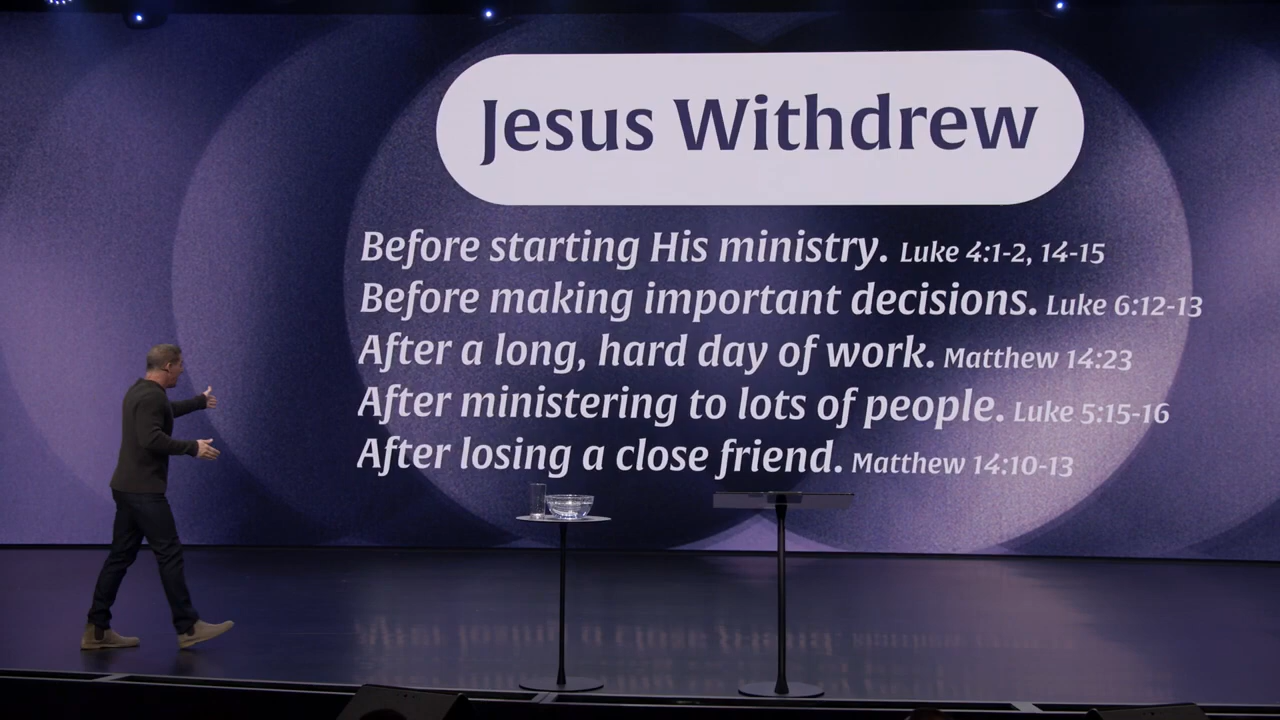 Jesus Withdrew
Before starting His ministry. Luke 4:1-2, 14-15
Before making important decisions. Luke 6:12-13
After a long, hard day of work. Matthew 14:23
After ministering to lots of people. Luke 5:15-16
After losing a close friend. Matthew 14:10-13